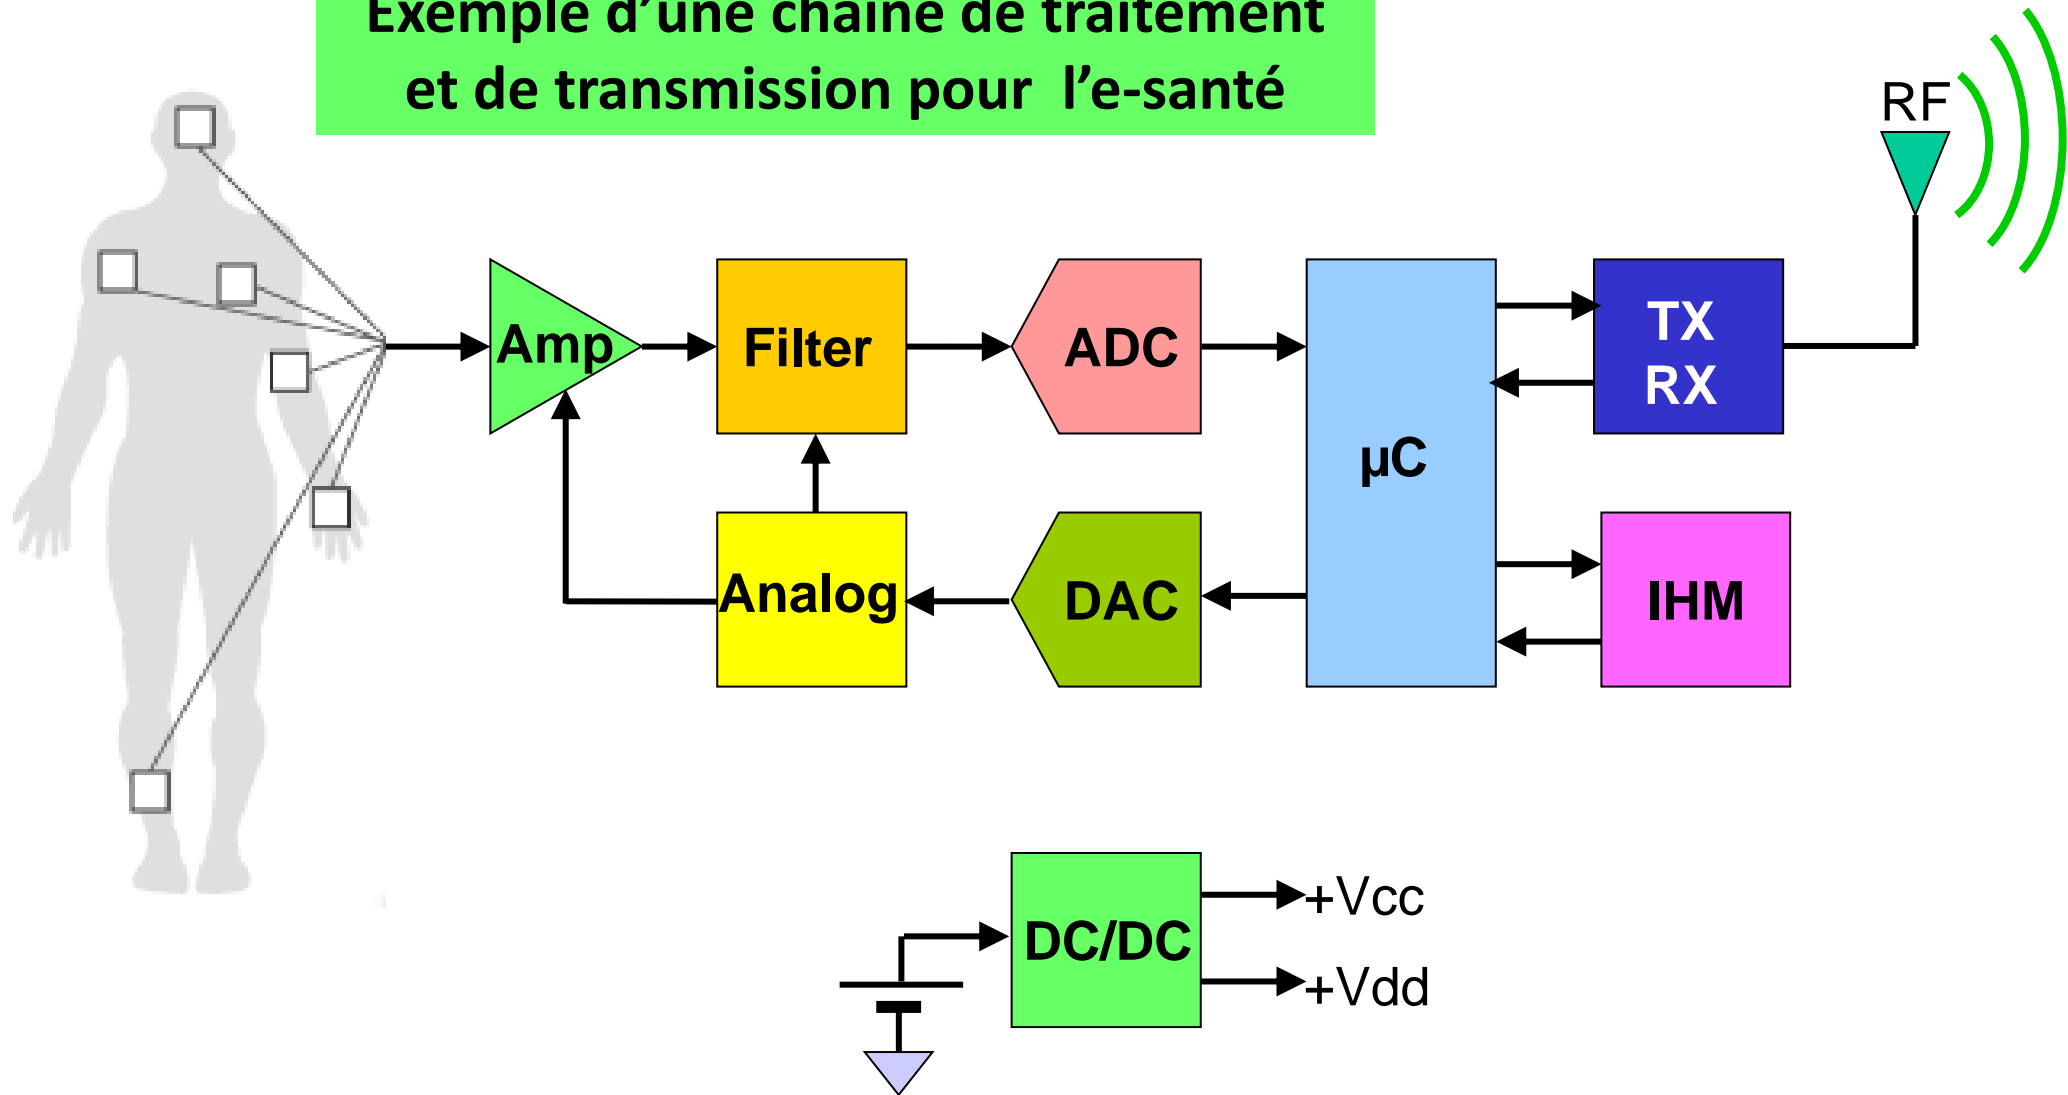 Exemple d'une chaine de traitement
et de transmission pour l'e-santé
RF
Amp
Filter
ADC
µC
TX
RX
Analog
DAC
IHM
DC/DC
+Vcc
+Vdd